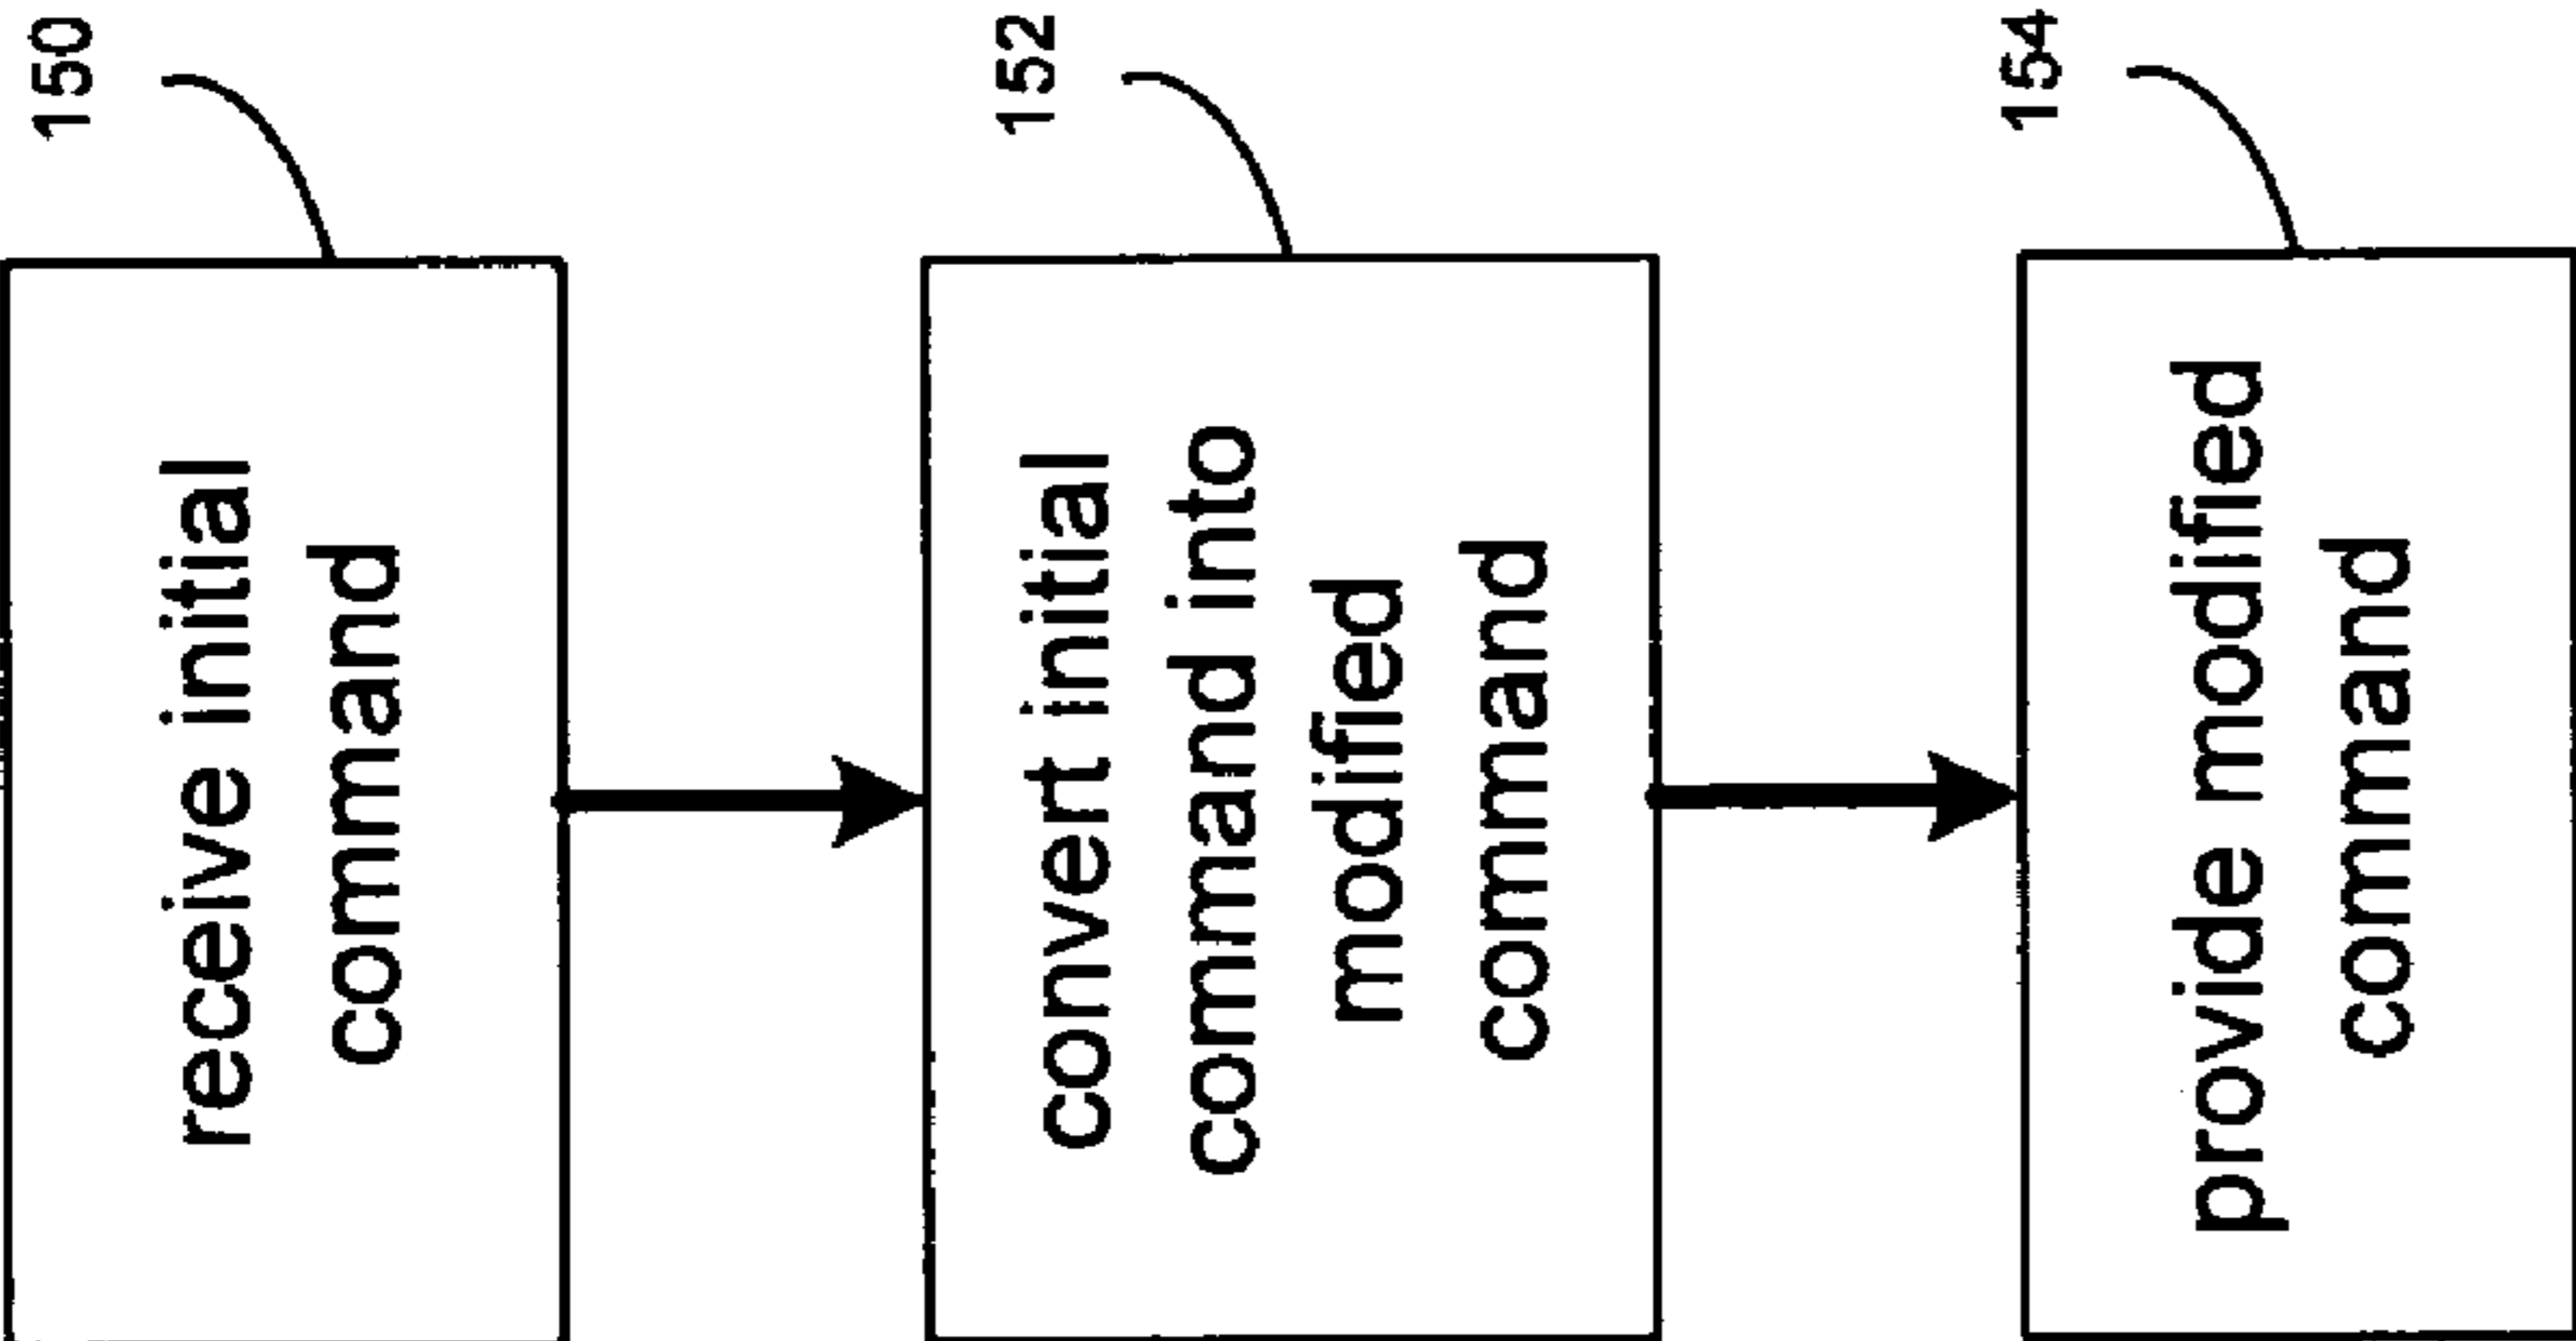 150
receive initial
command
152
convert initial
command into
modified
command
154
provide modified
command